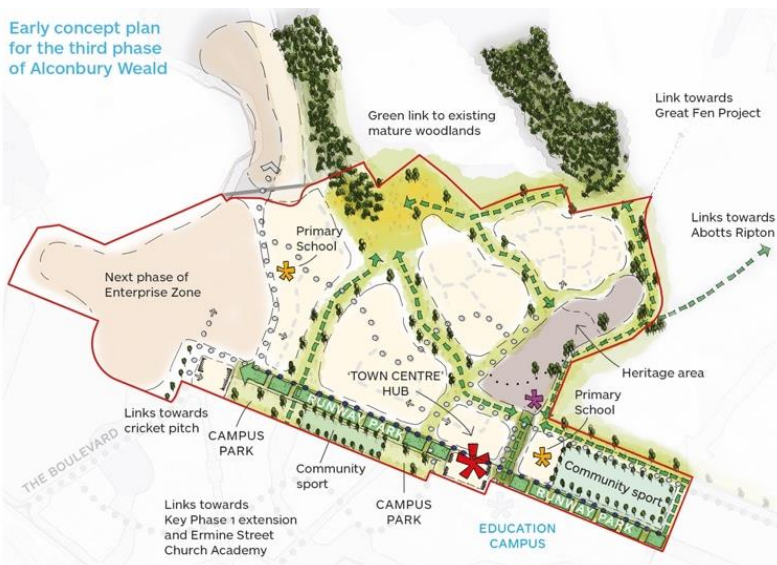 Early concept plan
for the third phase
of Alconbury Weald
Green link to existing
mature woodlands
Link towards
Great Fen Project
Links towards
Abotts Ripton
Primary
School
Next phase of
Enterprise Zone
'TOWN CENTRE'
HUB
Heritage area
Primary
School
Links towards
cricket pitch
CAMPUS
PARK
RUNWAY PARK
THE BOULEVARD
Community
sport
Community sport
CAMPUS
PARK
RUNWAY PARK
Links towards
Key Phase 1 extension
and Ermine Street
Church Academy
EDUCATION
CAMPUS